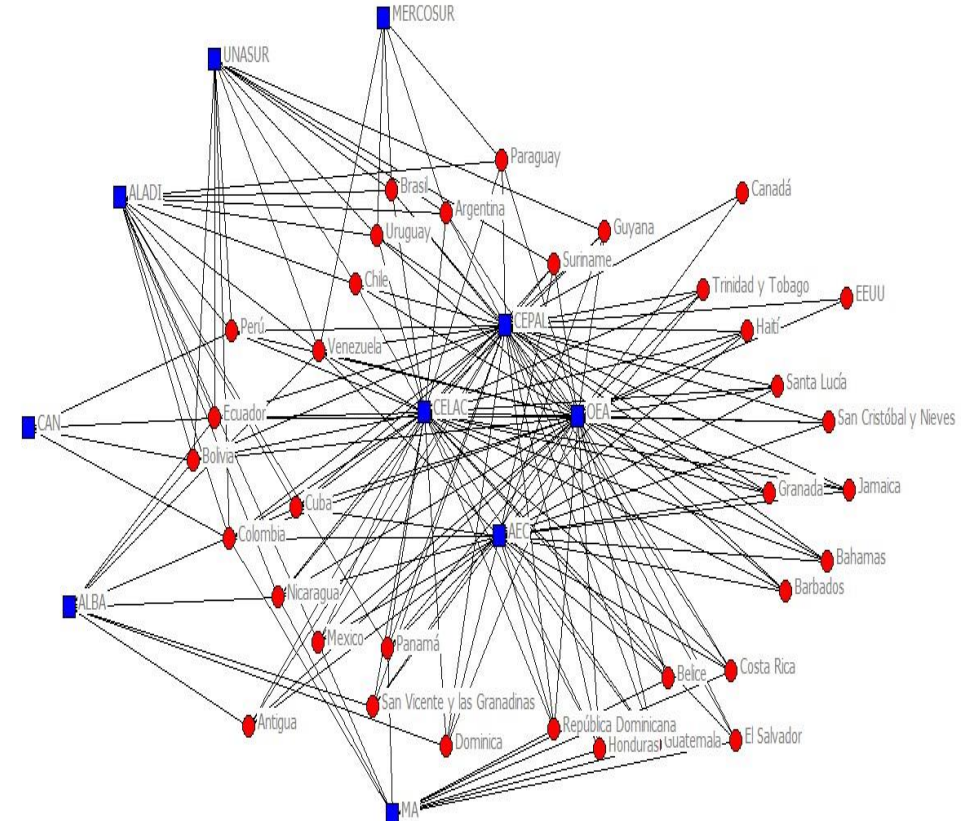 MERCOSUR
UNASUR
Paraguay
ALADI
Brasil
Canadá
Argentina
Uruguay
Guyana
Suriname
Chile
Trinidad y Tobago
EEUU
CEPAL
Haití
Perú
Venezuela
Santa Lucía
CELAC
OEA
Ecuador
San Cristóbal y Nieves
CAN
Bolivia
Granada
Jamaica
Cuba
Colombia
AEC
Bahamas
Barbados
Nicaragua
ALBA
Mexico
Panamá
Belice
Costa Rica
San Vicente y las Granadinas
Antigua
República Dominicana
Dominica
Honduras
Guatemala
El Salvador
MA